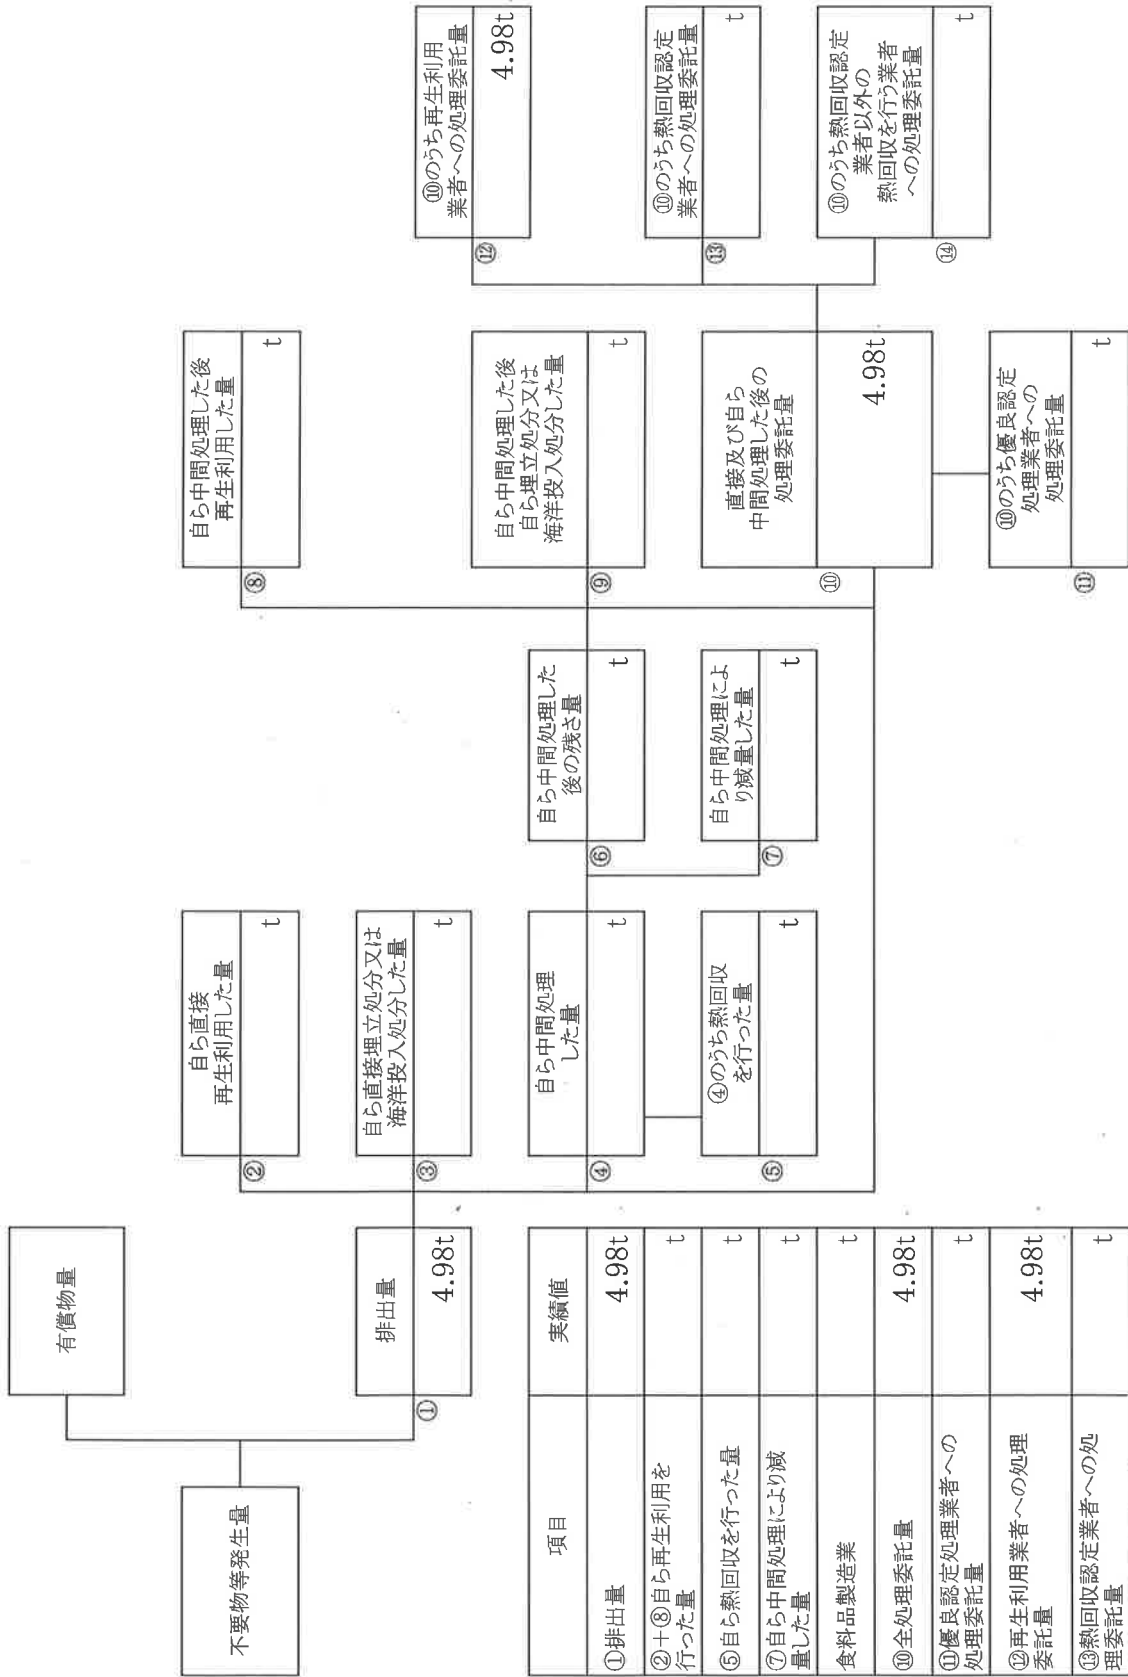 有償物量
不要物等発生量
排出量
①
4.98t
自ら直接
再生利用した量
②
t
自ら直接埋立処分又は
海洋投入処分した量
③
t
自ら中間処理
した量
④
t
④のうち熱回収
を行った量
⑤
t
自ら中間処理した
後の残さ量
⑥
t
自ら中間処理によ
り減量した量
⑦
t
自ら中間処理した後
再生利用した量
⑧
t
自ら中間処理した後
自ら埋立処分又は
海洋投入処分した量
⑨
t
直接及び自ら
中間処理した後の
処理委託量
⑩
4.98t
⑩のうち優良認定
処理業者への
処理委託量
⑪
t
⑩のうち再生利用
業者への処理委託量
⑫
4.98t
⑩のうち熱回収認定
業者への処理委託量
⑬
t
⑩のうち熱回収認定
業者以外の
熱回収を行う業者
への処理委託量
⑭
t
項目 実績値
①排出量 4.98t
②+⑧自ら再生利用を
行った量 t
⑤自ら熱回収を行った量 t
⑦自ら中間処理により減
量した量 t
食料品製造業 t
⑩全処理委託量 4.98t
⑪優良認定処理業者への
処理委託量 t
⑫再生利用業者への処理
委託量 4.98t
⑬熱回収認定業者への処
理委託量 t